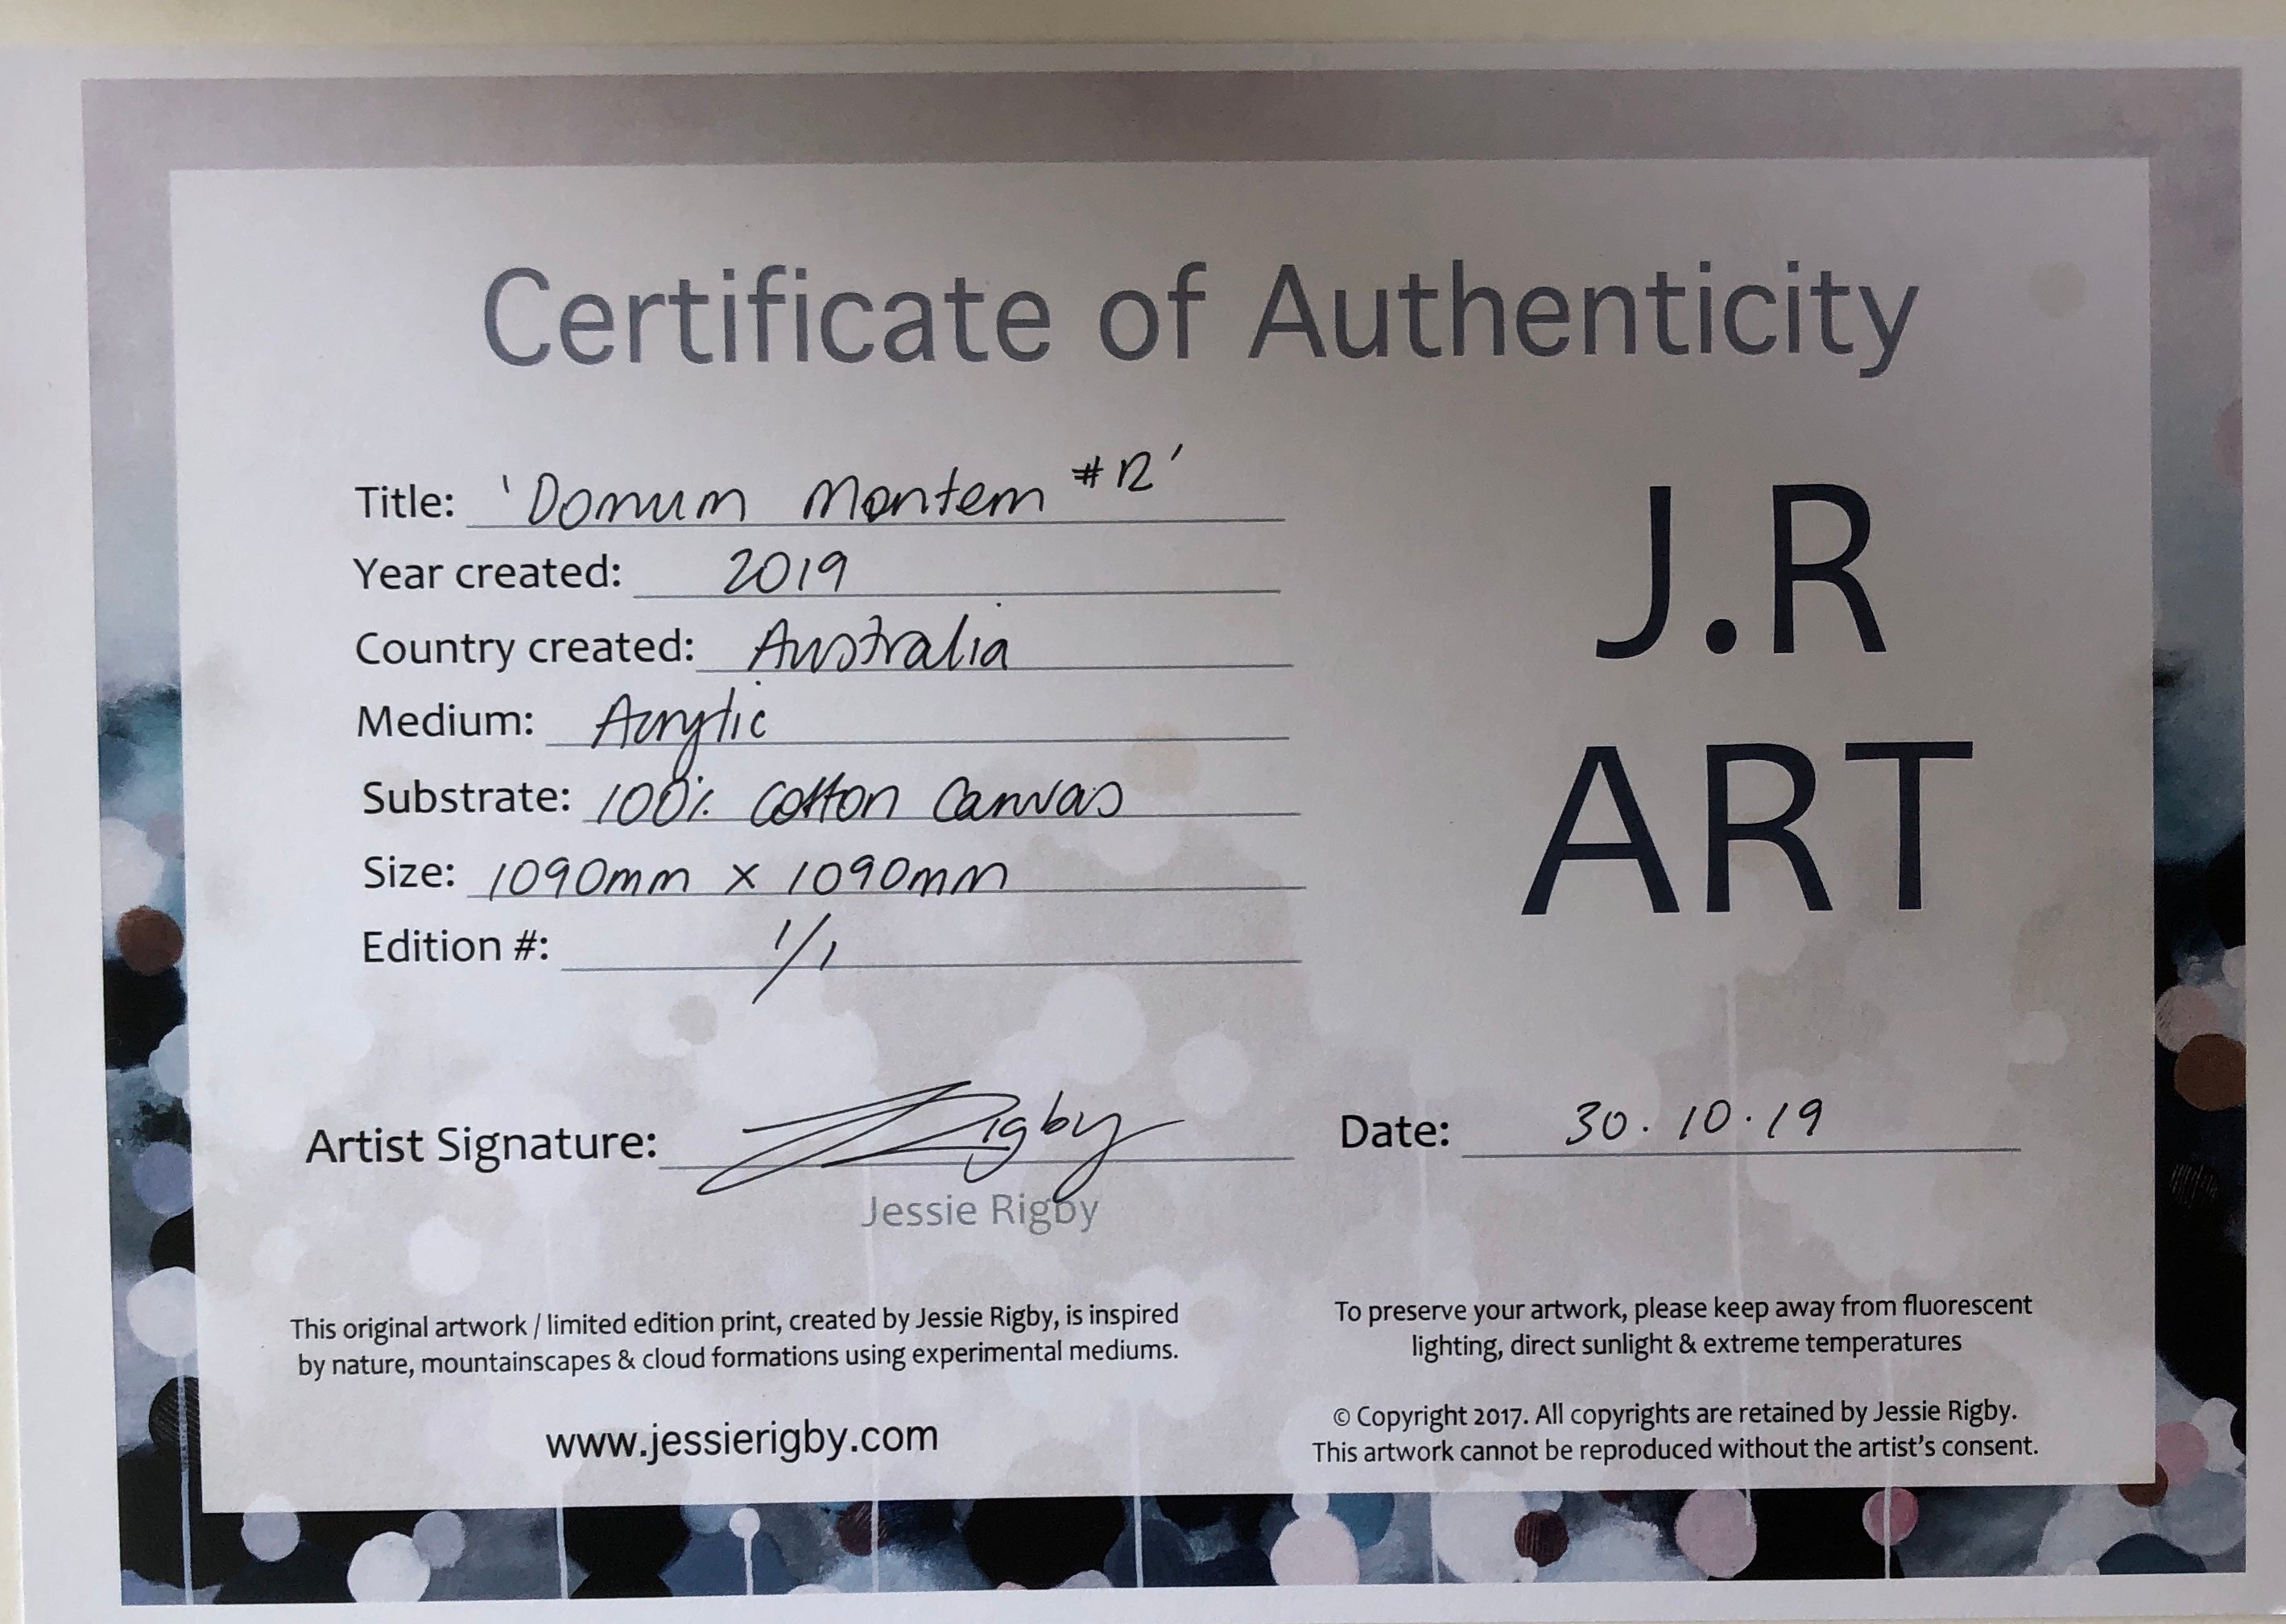 Certificate of Authenticity
Title: 'Domum Montem #12'
Year created: 2019
Country created: Australia
Medium: Acrylic
Substrate: 100% Cotton Canvas
Size: 1090mm x 1090mm
Edition #: 1/1
J.R
ART
Artist Signature: JRigby
Jessie Rigby
Date: 30.10.19
This original artwork / limited edition print, created by Jessie Rigby, is inspired
by nature, mountainscapes & cloud formations using experimental mediums.
www.jessierigby.com
To preserve your artwork, please keep away from fluorescent
lighting, direct sunlight & extreme temperatures
© Copyright 2017. All copyrights are retained by Jessie Rigby.
This artwork cannot be reproduced without the artist's consent.